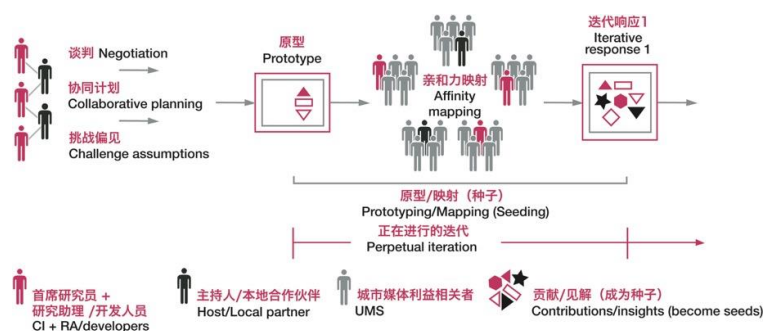 谈判 Negotiation
协同计划
Collaborative planning
挑战偏见
Challenge assumptions
原型
Prototype
亲和力映射
Affinity
mapping
迭代响应1
Iterative
response 1
原型/映射（种子）
Prototyping/Mapping (Seeding)
正在进行的迭代
Perpetual iteration
首席研究员 +
研究助理 /开发人员
CI + RA/developers
主持人/本地合作伙伴
Host/Local partner
城市媒体利益相关者
UMS
贡献/见解（成为种子）
Contributions/insights (become seeds)